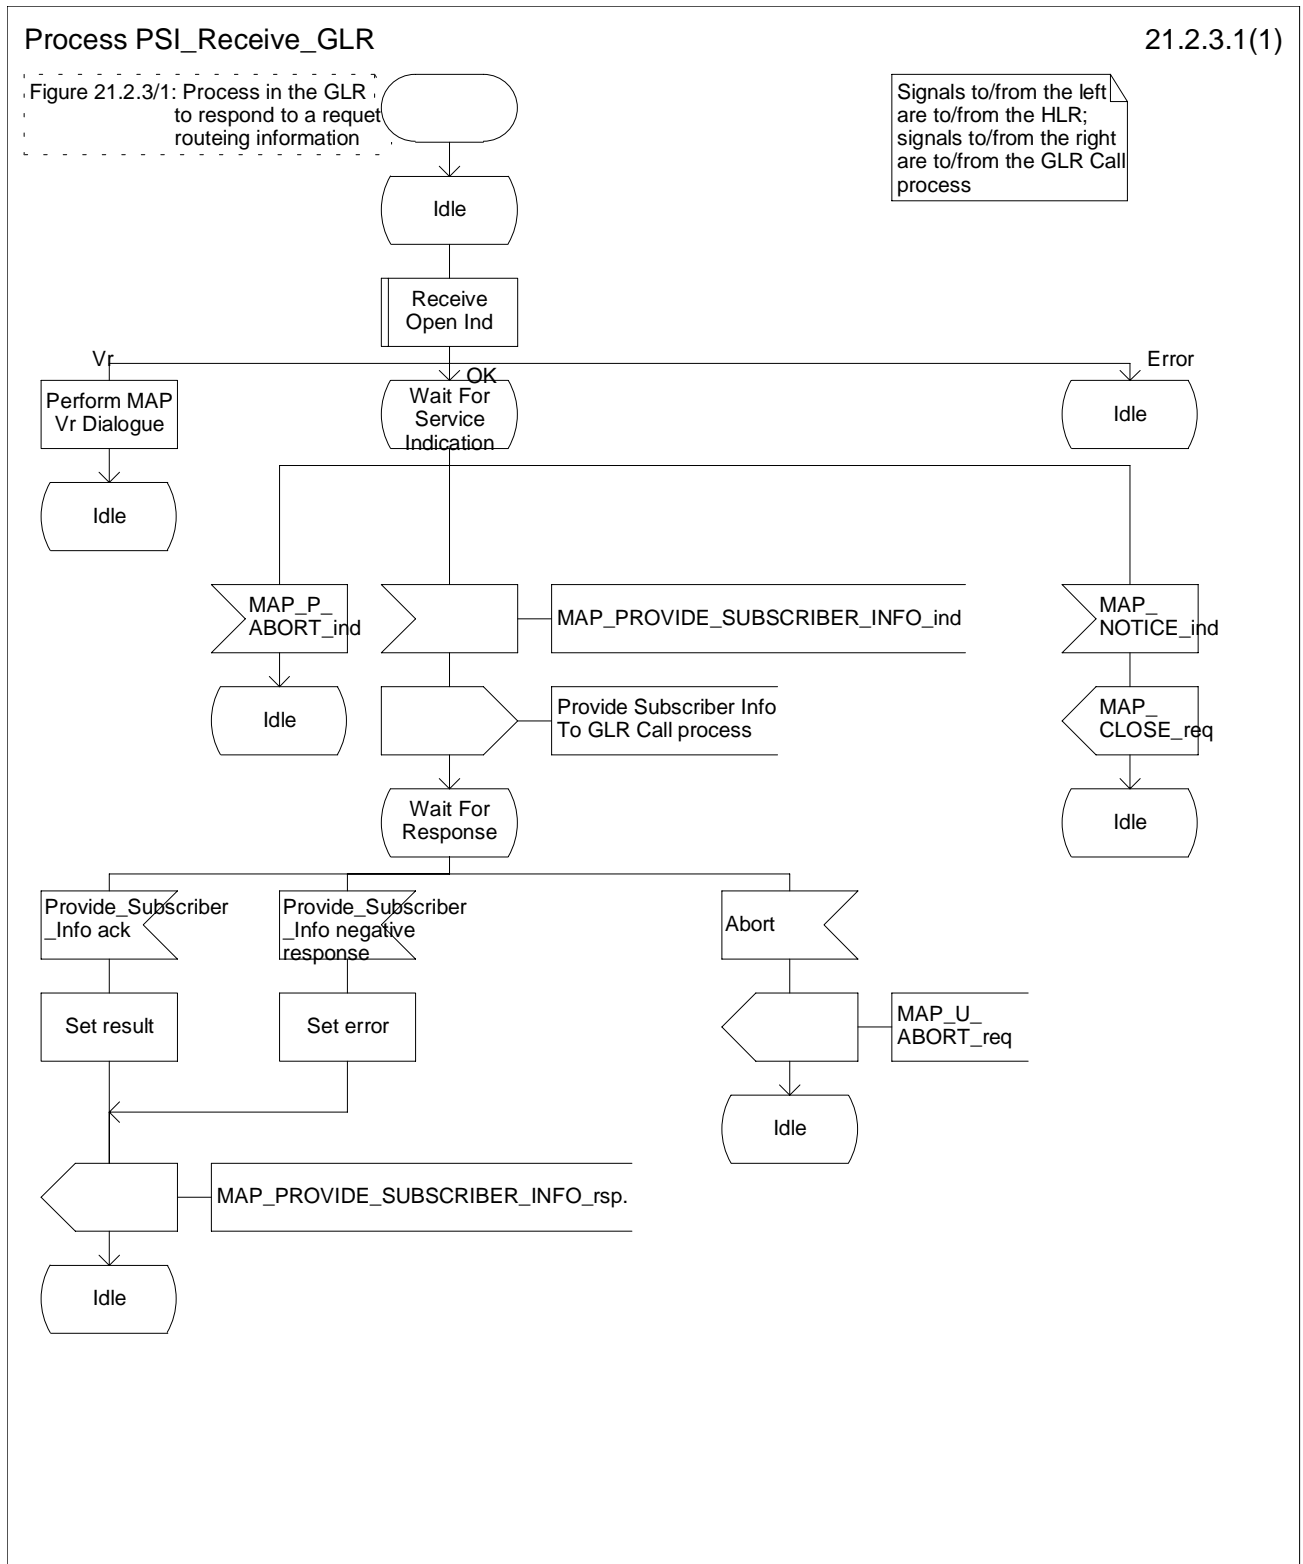 Process PSI_Receive_GLR
21.2.3.1(1)
Figure 21.2.3/1: Process in the GLR
to respond to a requet
routeing information
Signals to/from the left
are to/from the HLR;
signals to/from the right
are to/from the GLR Call
process
Idle
Receive
Open Ind
Vr
OK
Error
Perform MAP
Vr Dialogue
Wait For
Service
Indication
Idle
Idle
MAP_P_
ABORT_ind
MAP_PROVIDE_SUBSCRIBER_INFO_ind
MAP_
NOTICE_ind
Idle
Provide Subscriber Info
To GLR Call process
MAP_
CLOSE_req
Wait For
Response
Idle
Provide_Subscriber
_Info ack
Provide_Subscriber
_Info negative
response
Abort
Set result
Set error
MAP_U_
ABORT_req
Idle
MAP_PROVIDE_SUBSCRIBER_INFO_rsp.
Idle